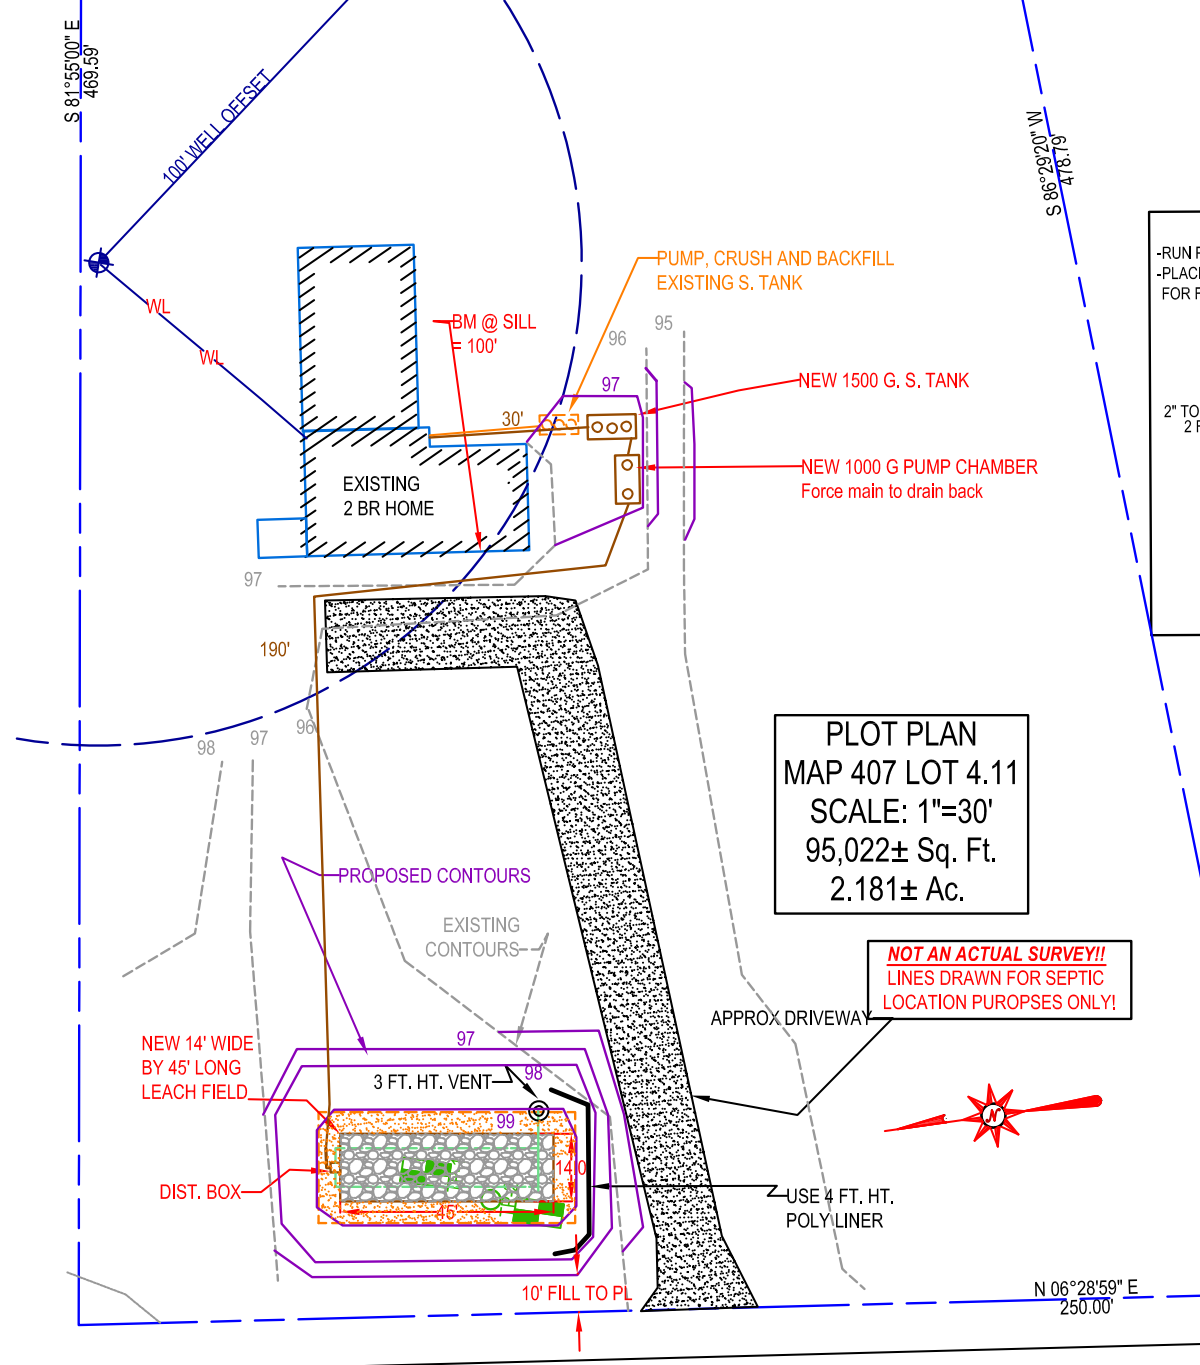 S 81°55'00" E
469.59'
100' WELL OFFSET
WL
WL
S 86°29'20" W
478.79'
PUMP, CRUSH AND BACKFILL
EXISTING S. TANK
BM @ SILL
= 100'
96
95
97
30'
NEW 1500 G. S. TANK
NEW 1000 G PUMP CHAMBER
Force main to drain back
EXISTING
2 BR HOME
97
190'
98
97
96
-RUN
FOR
2" TO
2
PLOT PLAN
MAP 407 LOT 4.11
SCALE: 1"=30'
95,022± Sq. Ft.
2.181± Ac.
PROPOSED CONTOURS
EXISTING
CONTOURS
NOT AN ACTUAL SURVEY!!
LINES DRAWN FOR SEPTIC
LOCATION PUROPSES ONLY!
APPROX DRIVEWAY
NEW 14' WIDE
BY 45' LONG
LEACH FIELD
97
98
3 FT. HT. VENT
99
N
14.0
DIST. BOX
45'
USE 4 FT. HT.
POLY LINER
10' FILL TO PL
N 06°28'59" E
250.00'